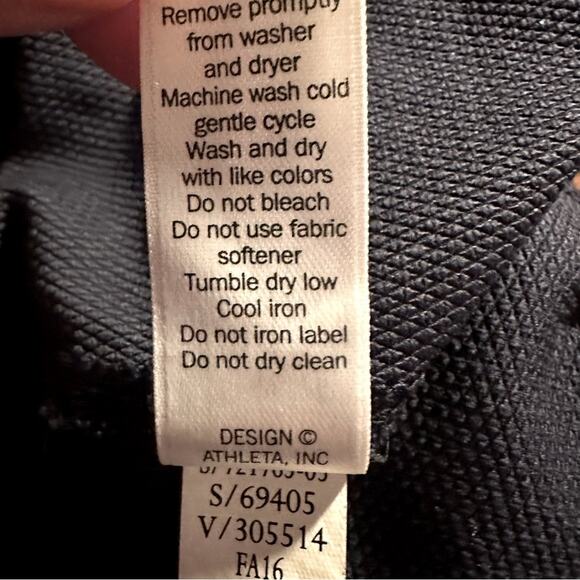 Remove promptly
from washer
and dryer
Machine wash cold
gentle cycle
Wash and dry
with like colors
Do not bleach
Do not use fabric
softener
Tumble dry low
Cool iron
Do not iron label
Do not dry clean
DESIGN ©
ATHLETA, INC
S/69405
V/305514
FA16